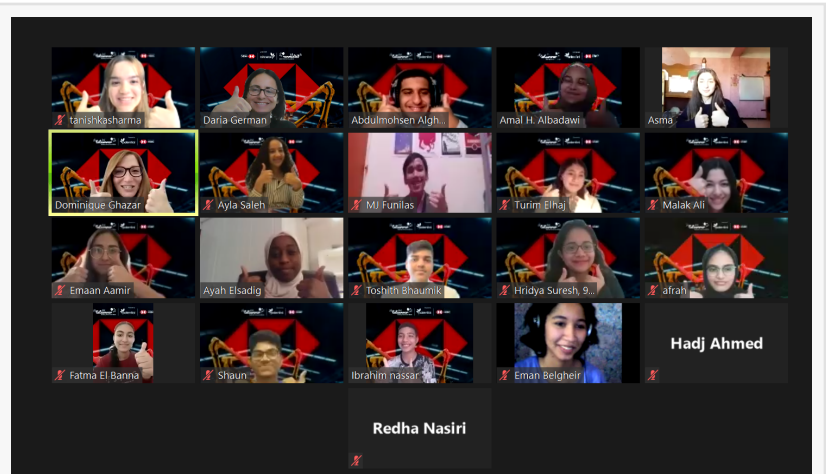 tanishkasharma
Daria German
Abdulmohsen Algh...
Amal H. Albadawi
Asma
Dominique Ghazar
Ayla Saleh
MJ Funilas
Turim Elhaj
Malak Ali
Emaan Aamir
Ayah Elsadig
Toshith Bhaumik
Hridya Suresh, 9...
afrah
Fatma El Banna
Shaun
Ibrahim nassar
Eman Belgheir
Hadj Ahmed
Redha Nasiri